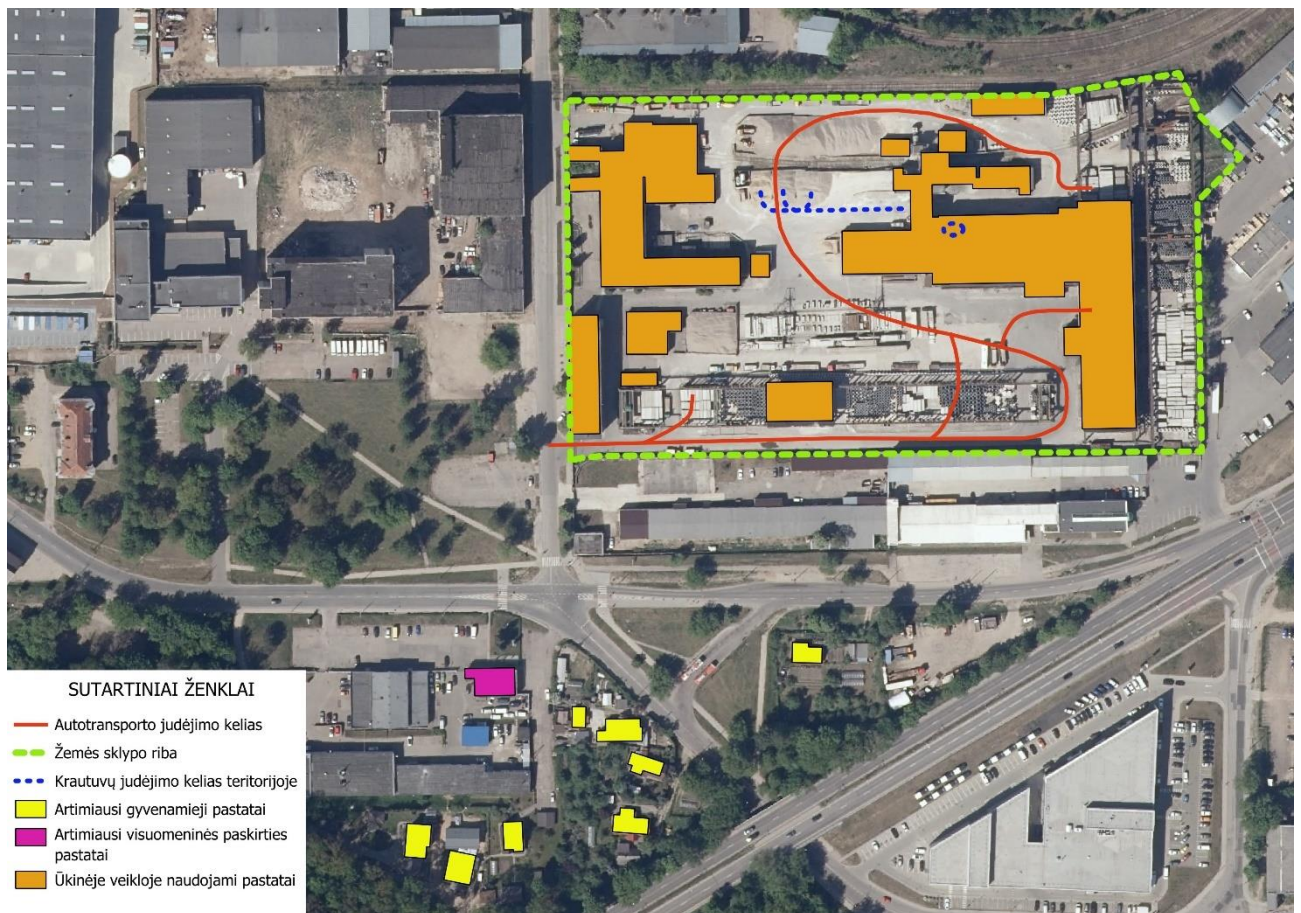 SUTARTINIAI ŽENKLAI
Autotransporto judėjimo kelias
Žemės sklypo riba
Krautuvų judėjimo kelias teritorijoje
Artimiausi gyvenamieji pastatai
Artimiausi visuomeninės paskirties
pastatai
Ūkinėje veikloje naudojami pastatai